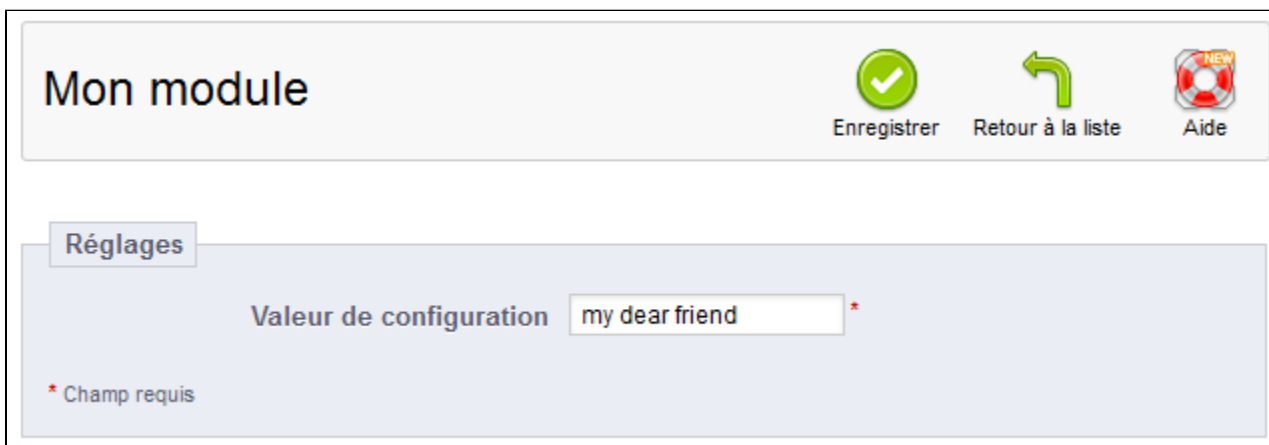 Mon module
Enregistrer
Retour à la liste
NEW
Aide
Réglages
Valeur de configuration my dear friend *
* Champ requis